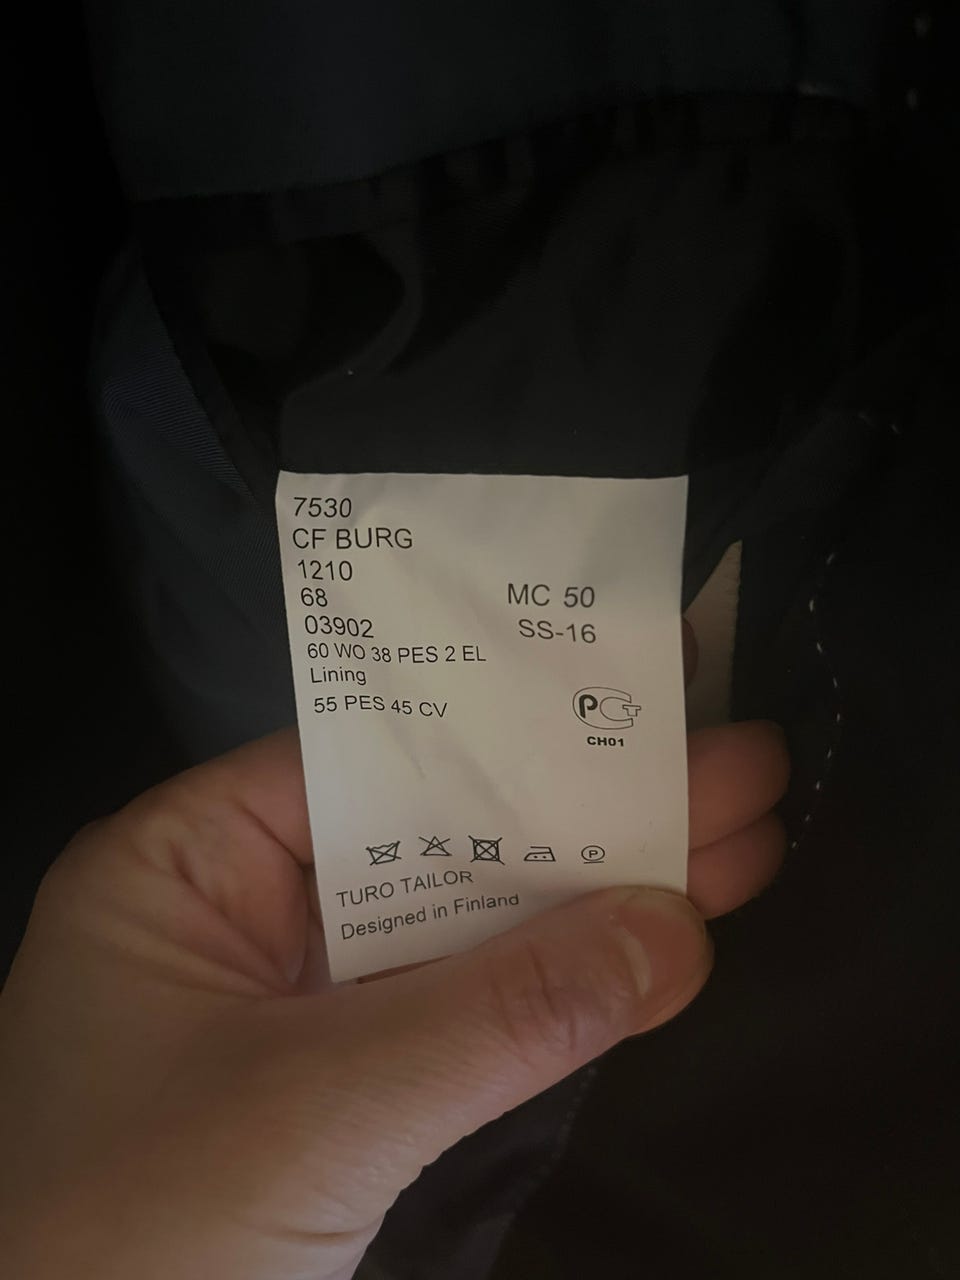 7530
CF BURG
1210
68
03902
60 WO 38 PES 2 EL
Lining
55 PES 45 CV
MC 50
SS-16
РСТ
CH01
P
TURO TAILOR
Designed in Finland